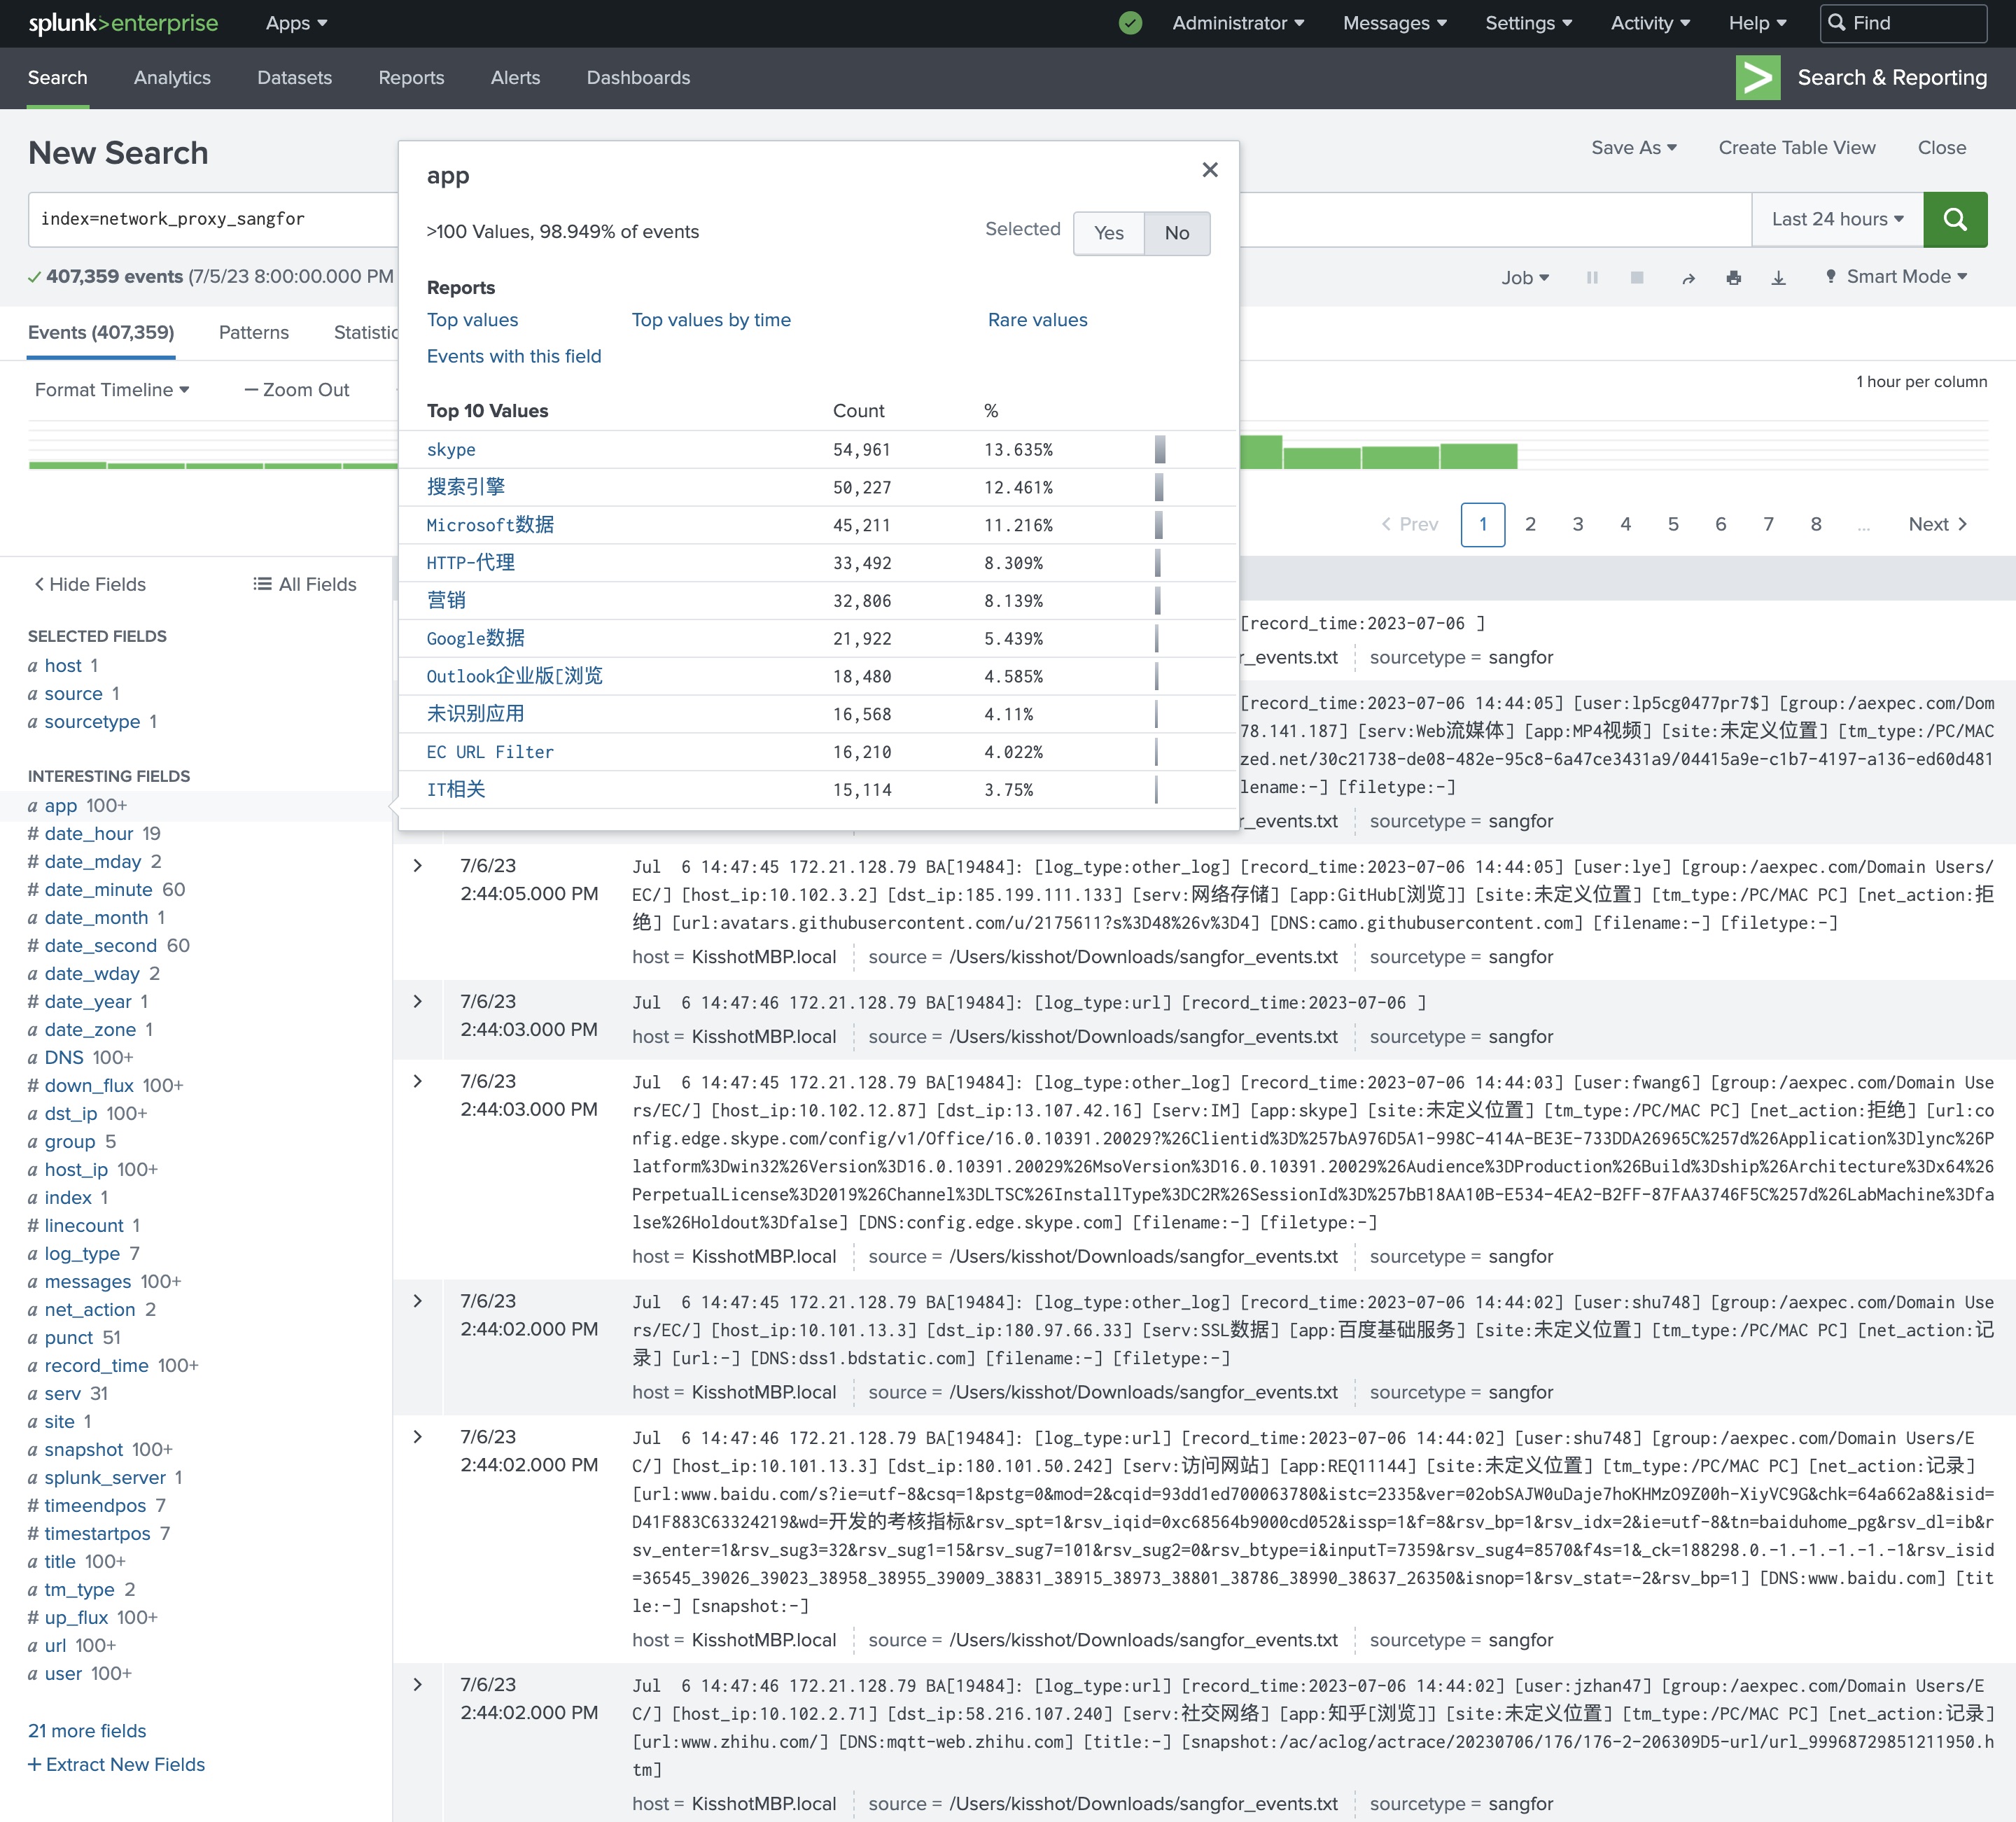 splunk>enterprise Apps Administrator Messages Settings Activity Help Find
Search Analytics Datasets Reports Alerts Dashboards Search & Reporting
New Search
Save As Create Table View Close
index=network_proxy_sangfor
Last 24 hours
407,359 events (7/5/23 8:00:00.000 PM
Job Smart Mode
Events (407,359) Patterns Statistic
Format Timeline — Zoom Out
1 hour per column
Prev 1 2 3 4 5 6 7 8 ... Next
app
>100 Values, 98.949% of events
Selected Yes No
Reports
Top values Top values by time Rare values
Events with this field
Top 10 Values Count %
skype 54,961 13.635%
搜索引擎 50,227 12.461%
Microsoft数据 45,211 11.216%
HTTP-代理 33,492 8.309%
营销 32,806 8.139%
Google数据 21,922 5.439%
Outlook企业版[浏览 18,480 4.585%
未识别应用 16,568 4.11%
EC URL Filter 16,210 4.022%
IT相关 15,114 3.75%
Hide Fields All Fields
SELECTED FIELDS
a host 1
a source 1
a sourcetype 1
INTERESTING FIELDS
a app 100+
# date_hour 19
# date_mday 2
# date_minute 60
a date_month 1
# date_second 60
a date_wday 2
# date_year 1
a date_zone 1
a DNS 100+
# down_flux 100+
a dst_ip 100+
a group 5
a host_ip 100+
a index 1
# linecount 1
a log_type 7
a messages 100+
a net_action 2
a punct 51
a record_time 100+
a serv 31
a site 1
a snapshot 100+
a splunk_server 1
# timeendpos 7
# timestartpos 7
a title 100+
a tm_type 2
# up_flux 100+
a url 100+
a user 100+
21 more fields
+ Extract New Fields
[record_time:2023-07-06 ]
r_events.txt sourcetype = sangfor
[record_time:2023-07-06 14:44:05] [user:lp5cg0477pr7$] [group:/aexpec.com/Dom
78.141.187] [serv:Web流媒体] [app:MP4视频] [site:未定义位置] [tm_type:/PC/MAC
zed.net/30c21738-de08-482e-95c8-6a47ce3431a9/04415a9e-c1b7-4197-a136-ed60d481
lename:-] [filetype:-]
r_events.txt sourcetype = sangfor
7/6/23
2:44:05.000 PM
Jul 6 14:47:45 172.21.128.79 BA[19484]: [log_type:other_log] [record_time:2023-07-06 14:44:05] [user:lye] [group:/aexpec.com/Domain Users/
EC/] [host_ip:10.102.3.2] [dst_ip:185.199.111.133] [serv:网络存储] [app:GitHub[浏览]] [site:未定义位置] [tm_type:/PC/MAC PC] [net_action:拒
绝] [url:avatars.githubusercontent.com/u/2175611?s%3D48%26v%3D4] [DNS:camo.githubusercontent.com] [filename:-] [filetype:-]
host = KisshotMBP.local source = /Users/kisshot/Downloads/sangfor_events.txt sourcetype = sangfor
7/6/23
2:44:03.000 PM
Jul 6 14:47:46 172.21.128.79 BA[19484]: [log_type:url] [record_time:2023-07-06 ]
host = KisshotMBP.local source = /Users/kisshot/Downloads/sangfor_events.txt sourcetype = sangfor
7/6/23
2:44:03.000 PM
Jul 6 14:47:45 172.21.128.79 BA[19484]: [log_type:other_log] [record_time:2023-07-06 14:44:03] [user:fwang6] [group:/aexpec.com/Domain Use
rs/EC/] [host_ip:10.102.12.87] [dst_ip:13.107.42.16] [serv:IM] [app:skype] [site:未定义位置] [tm_type:/PC/MAC PC] [net_action:拒绝] [url:co
nfig.edge.skype.com/config/v1/Office/16.0.10391.20029?%26Clientid%3D%257bA976D5A1-998C-414A-BE3E-733DDA26965C%257d%26Application%3Dlync%26P
latform%3Dwin32%26Version%3D16.0.10391.20029%26MsoVersion%3D16.0.10391.20029%26Audience%3DProduction%26Build%3Dship%26Architecture%3Dx64%26
PerpetualLicense%3D2019%26Channel%3DLTSC%26InstallType%3DC2R%26SessionId%3D%257bB18AA10B-E534-4EA2-B2FF-87FAA3746F5C%257d%26LabMachine%3Dfa
lse%26Holdout%3Dfalse] [DNS:config.edge.skype.com] [filename:-] [filetype:-]
host = KisshotMBP.local source = /Users/kisshot/Downloads/sangfor_events.txt sourcetype = sangfor
7/6/23
2:44:02.000 PM
Jul 6 14:47:45 172.21.128.79 BA[19484]: [log_type:other_log] [record_time:2023-07-06 14:44:02] [user:shu748] [group:/aexpec.com/Domain Use
rs/EC/] [host_ip:10.101.13.3] [dst_ip:180.97.66.33] [serv:SSL数据] [app:百度基础服务] [site:未定义位置] [tm_type:/PC/MAC PC] [net_action:记
录] [url:-] [DNS:dss1.bdstatic.com] [filename:-] [filetype:-]
host = KisshotMBP.local source = /Users/kisshot/Downloads/sangfor_events.txt sourcetype = sangfor
7/6/23
2:44:02.000 PM
Jul 6 14:47:46 172.21.128.79 BA[19484]: [log_type:url] [record_time:2023-07-06 14:44:02] [user:shu748] [group:/aexpec.com/Domain Users/E
C/] [host_ip:10.101.13.3] [dst_ip:180.101.50.242] [serv:访问网站] [app:REQ11144] [site:未定义位置] [tm_type:/PC/MAC PC] [net_action:记录]
[url:www.baidu.com/s?ie=utf-8&csq=1&pstg=0&mod=2&cqid=93dd1ed700063780&istc=2335&ver=02obSAJW0uDaje7hoKHMzO9Z00h-XiyVC9G&chk=64a662a8&isid=
D41F883C63324219&wd=开发的考核指标&rsv_spt=1&rsv_iqid=0xc68564b9000cd052&issp=1&f=8&rsv_bp=1&rsv_idx=2&ie=utf-8&tn=baiduhome_pg&rsv_dl=ib&r
sv_enter=1&rsv_sug3=32&rsv_sug1=15&rsv_sug7=101&rsv_sug2=0&rsv_btype=i&inputT=7359&rsv_sug4=8570&f4s=1&_ck=188298.0.-1.-1.-1.-1.-1&rsv_isid
=36545_39026_39023_38958_38955_39009_38831_38915_38973_38801_38786_38990_38637_26350&isnop=1&rsv_stat=-2&rsv_bp=1] [DNS:www.baidu.com] [tit
le:-] [snapshot:-]
host = KisshotMBP.local source = /Users/kisshot/Downloads/sangfor_events.txt sourcetype = sangfor
7/6/23
2:44:02.000 PM
Jul 6 14:47:46 172.21.128.79 BA[19484]: [log_type:url] [record_time:2023-07-06 14:44:02] [user:jzhan47] [group:/aexpec.com/Domain Users/E
C/] [host_ip:10.102.2.71] [dst_ip:58.216.107.240] [serv:社交网络] [app:知乎[浏览]] [site:未定义位置] [tm_type:/PC/MAC PC] [net_action:记录]
[url:www.zhihu.com/] [DNS:mqtt-web.zhihu.com] [title:-] [snapshot:/ac/aclog/actrace/20230706/176/176-2-206309D5-url/url_99968729851211950.h
tm]
host = KisshotMBP.local source = /Users/kisshot/Downloads/sangfor_events.txt sourcetype = sangfor